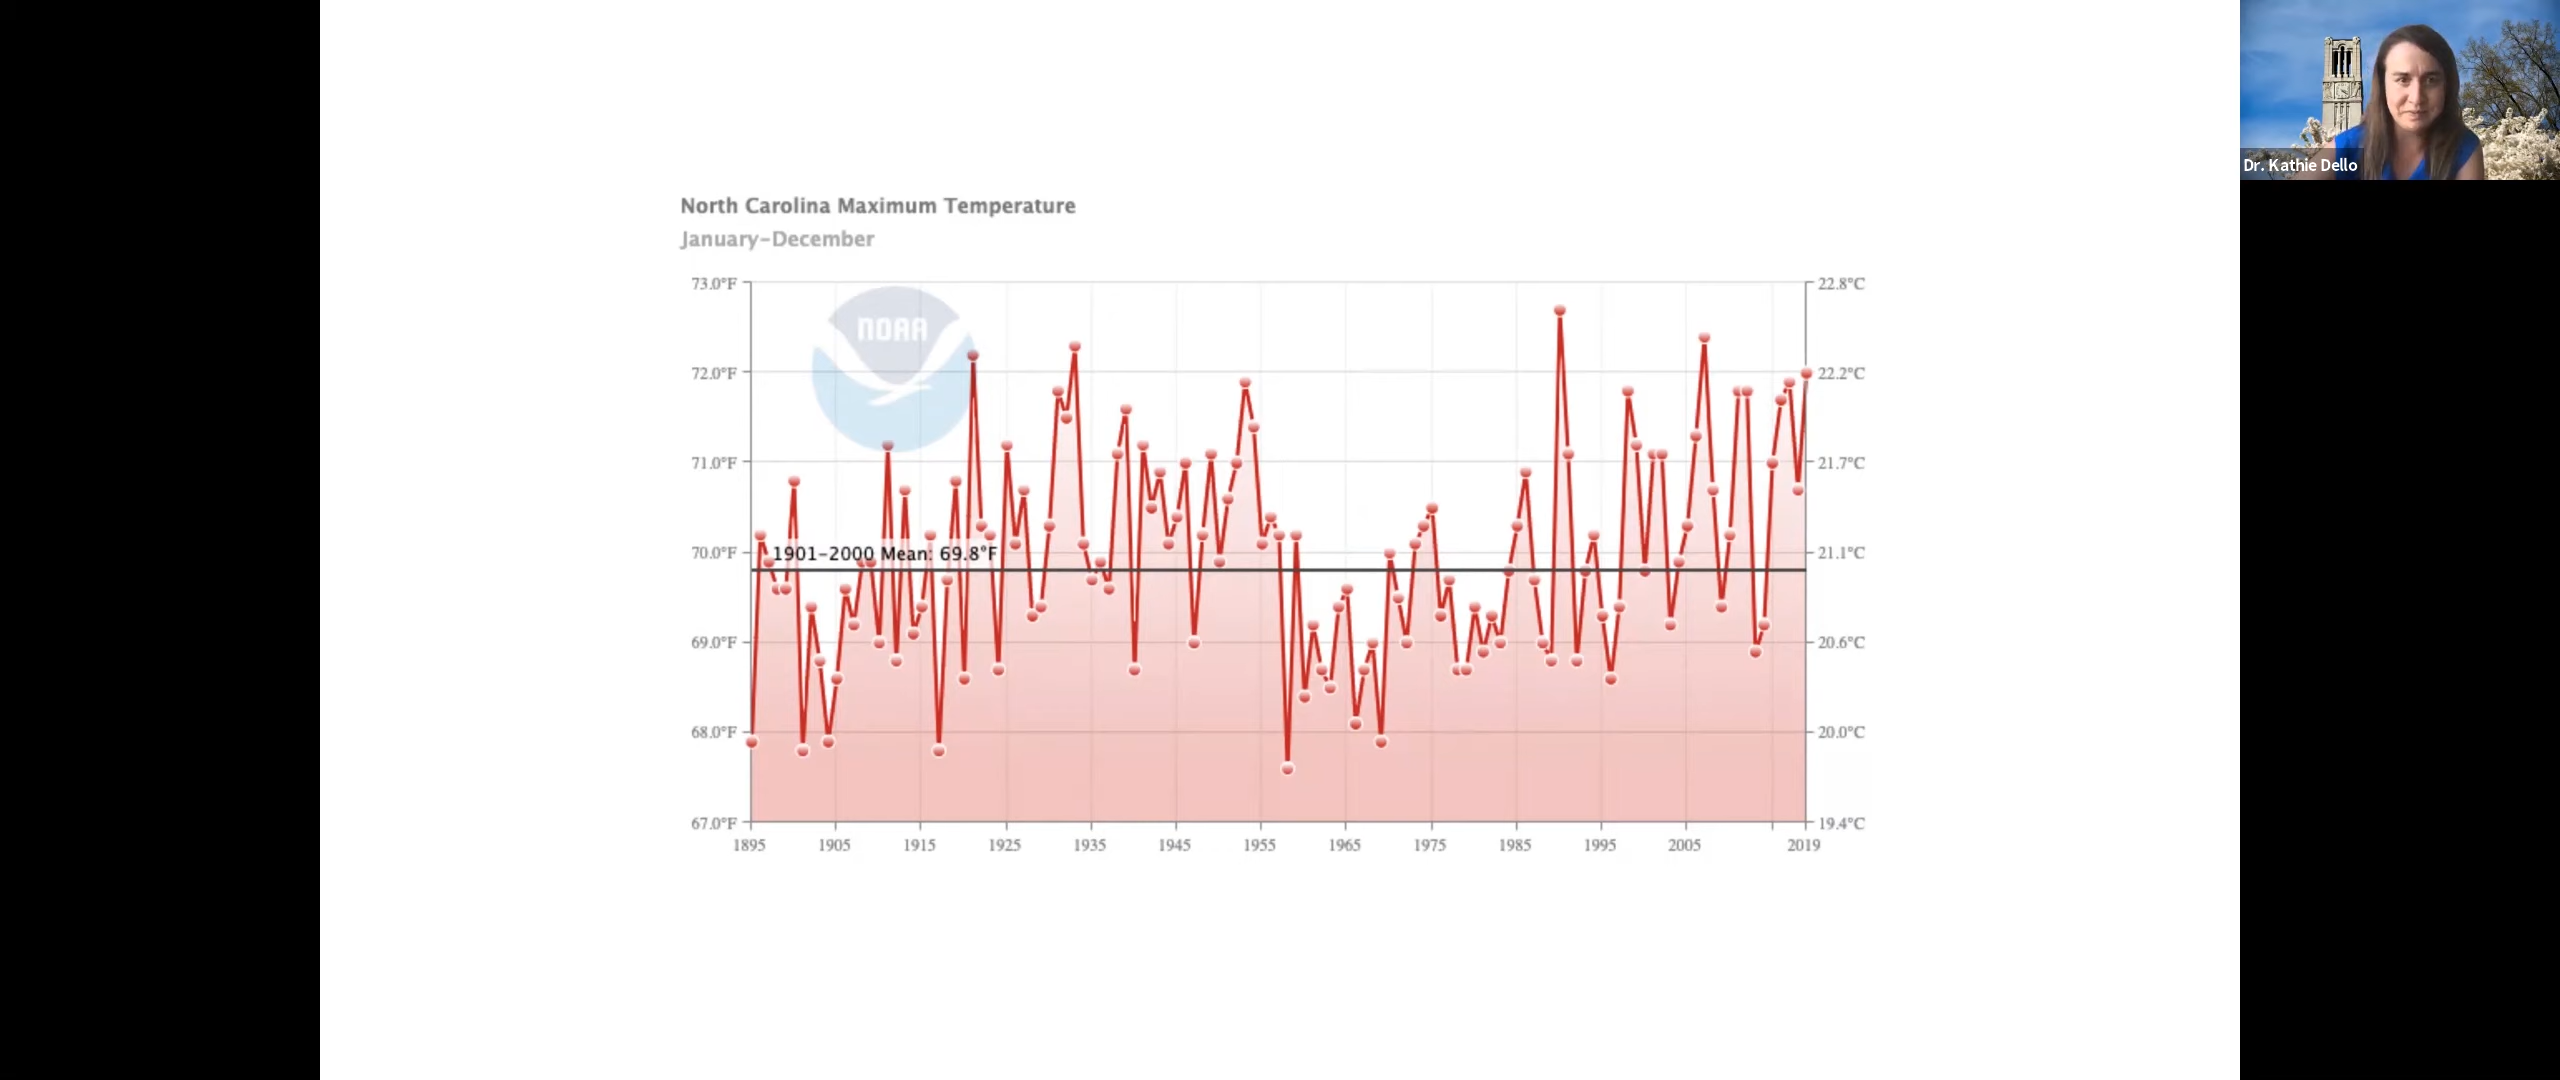 Dr. Kathie Dello
North Carolina Maximum Temperature
January–December
73.0°F
22.8°C
NOAA
72.0°F
22.2°C
71.0°F
21.7°C
70.0°F
1901–2000 Mean: 69.8°F
21.1°C
69.0°F
20.6°C
68.0°F
20.0°C
67.0°F
19.4°C
1895 1905 1915 1925 1935 1945 1955 1965 1975 1985 1995 2005 2019